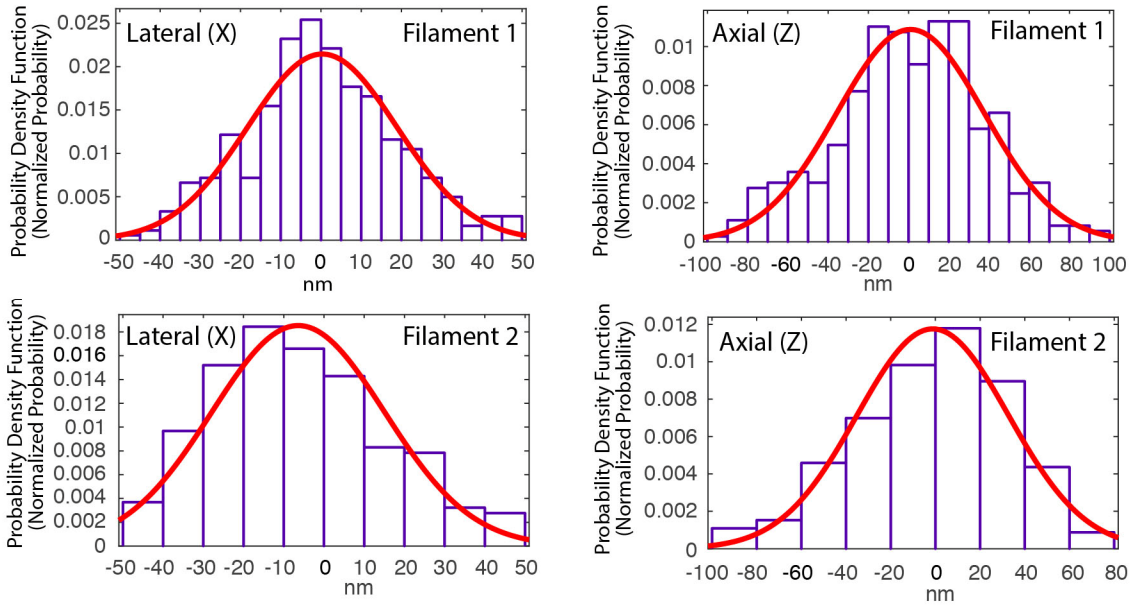 Probability Density Function
(Normalized Probability)
Lateral (X) Filament 1
0.025
0.02
0.015
0.01
0.005
0
-50 -40 -30 -20 -10 0 10 20 30 40 50
nm
Probability Density Function
(Normalized Probability)
Axial (Z) Filament 1
0.01
0.008
0.006
0.004
0.002
0
-100 -80 -60 -40 -20 0 20 40 60 80 100
nm
Probability Density Function
(Normalized Probability)
Lateral (X) Filament 2
0.018
0.016
0.014
0.012
0.01
0.008
0.006
0.004
0.002
0
-50 -40 -30 -20 -10 0 10 20 30 40 50
nm
Probability Density Function
(Normalized Probability)
Axial (Z) Filament 2
0.012
0.01
0.008
0.006
0.004
0.002
0
-100 -80 -60 -40 -20 0 20 40 60 80
nm